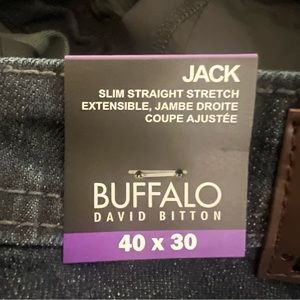 JACK
SLIM STRAIGHT STRETCH
EXTENSIBLE, JAMBE DROITE
COUPE AJUSTÉE
BUFFALO
DAVID BITTON
40 x 30